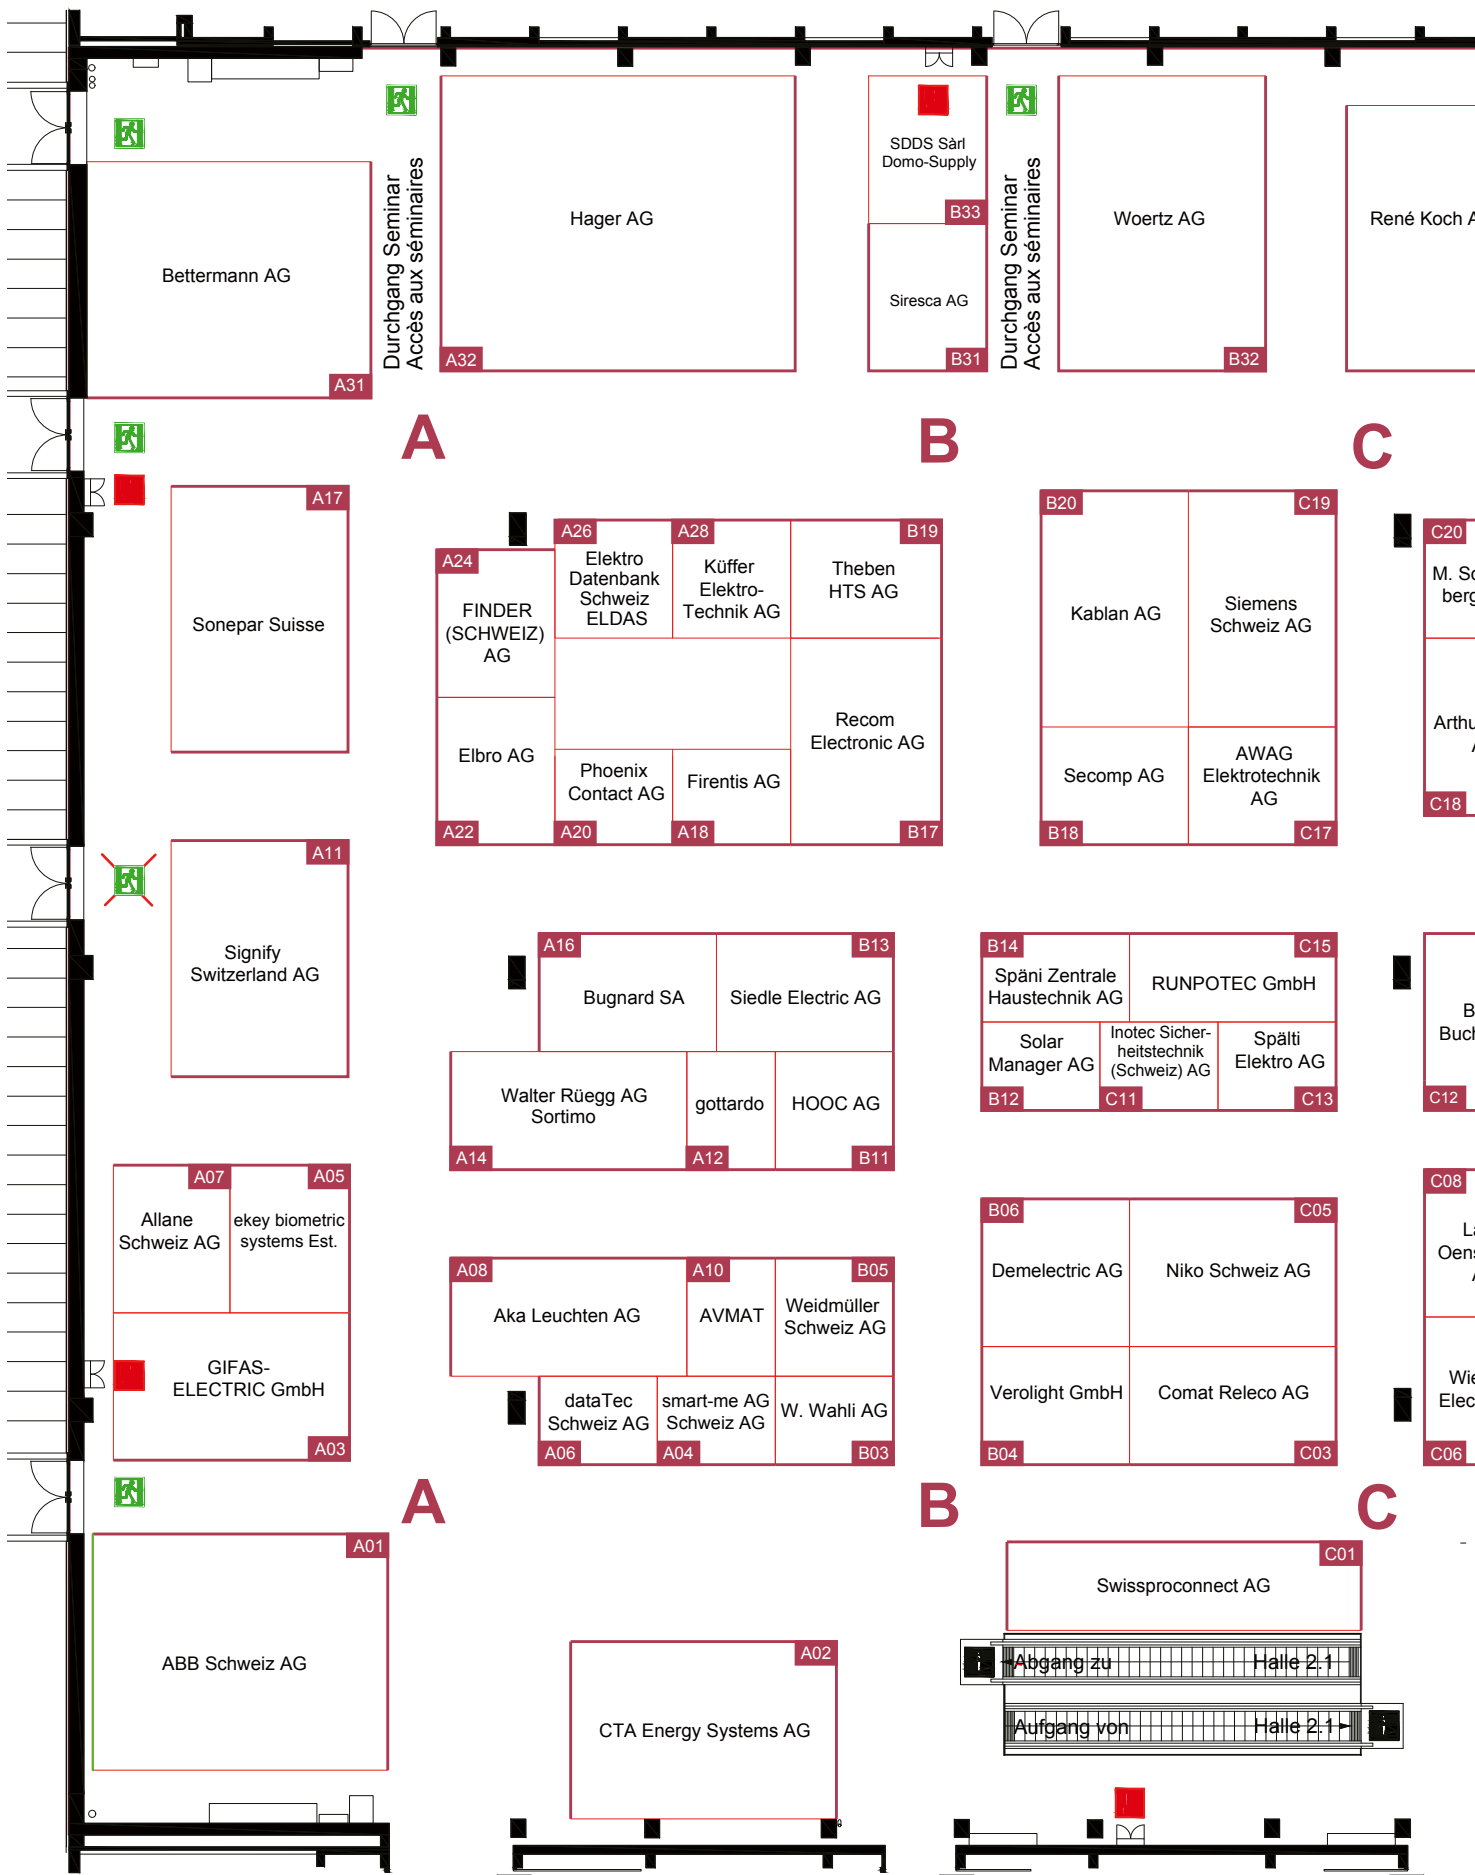 SDDS Sàrl
Domo-Supply
B33
Durchgang Seminar
Accès aux séminaires
Durchgang Seminar
Accès aux séminaires
Hager AG
A32
Woertz AG
B32
René Koch
Bettermann AG
A31
Siresca AG
B31
A
B
C
A17
Sonepar Suisse
A24
FINDER
(SCHWEIZ)
AG
A26
Elektro
Datenbank
Schweiz
ELDAS
A28
Küffer
Elektro-
Technik AG
B19
Theben
HTS AG
B20
Kablan AG
C19
Siemens
Schweiz AG
C20
M.
Elbro AG
A22
Phoenix
Contact AG
A20
Firentis AG
A18
Recom
Electronic AG
B17
Secomp AG
B18
AWAG
Elektrotechnik
AG
C17
C18
A11
Signify
Switzerland AG
A16
Bugnard SA
B13
Siedle Electric AG
B14
Späni Zentrale
Haustechnik AG
C15
RUNPOTEC GmbH
Walter Rüegg AG
Sortimo
A14
gottardo
A12
HOOC AG
B11
Solar
Manager AG
B12
Inotec Sicher-
heitstechnik
(Schweiz) AG
C11
Spälti
Elektro AG
C13
C12
A07
Allane
Schweiz AG
A05
ekey biometric
systems Est.
GIFAS-
ELECTRIC GmbH
A03
A08
Aka Leuchten AG
A10
AVMAT
B05
Weidmüller
Schweiz AG
dataTec
Schweiz AG
A06
smart-me AG
Schweiz AG
A04
W. Wahli AG
B03
B06
Demelectric AG
C05
Niko Schweiz AG
Verolight GmbH
B04
Comat Releco AG
C03
C08
C06
A
B
C
A01
ABB Schweiz AG
A02
CTA Energy Systems AG
C01
Swissproconnect AG
Abgang zu Halle 2.1
Aufgang von Halle 2.1